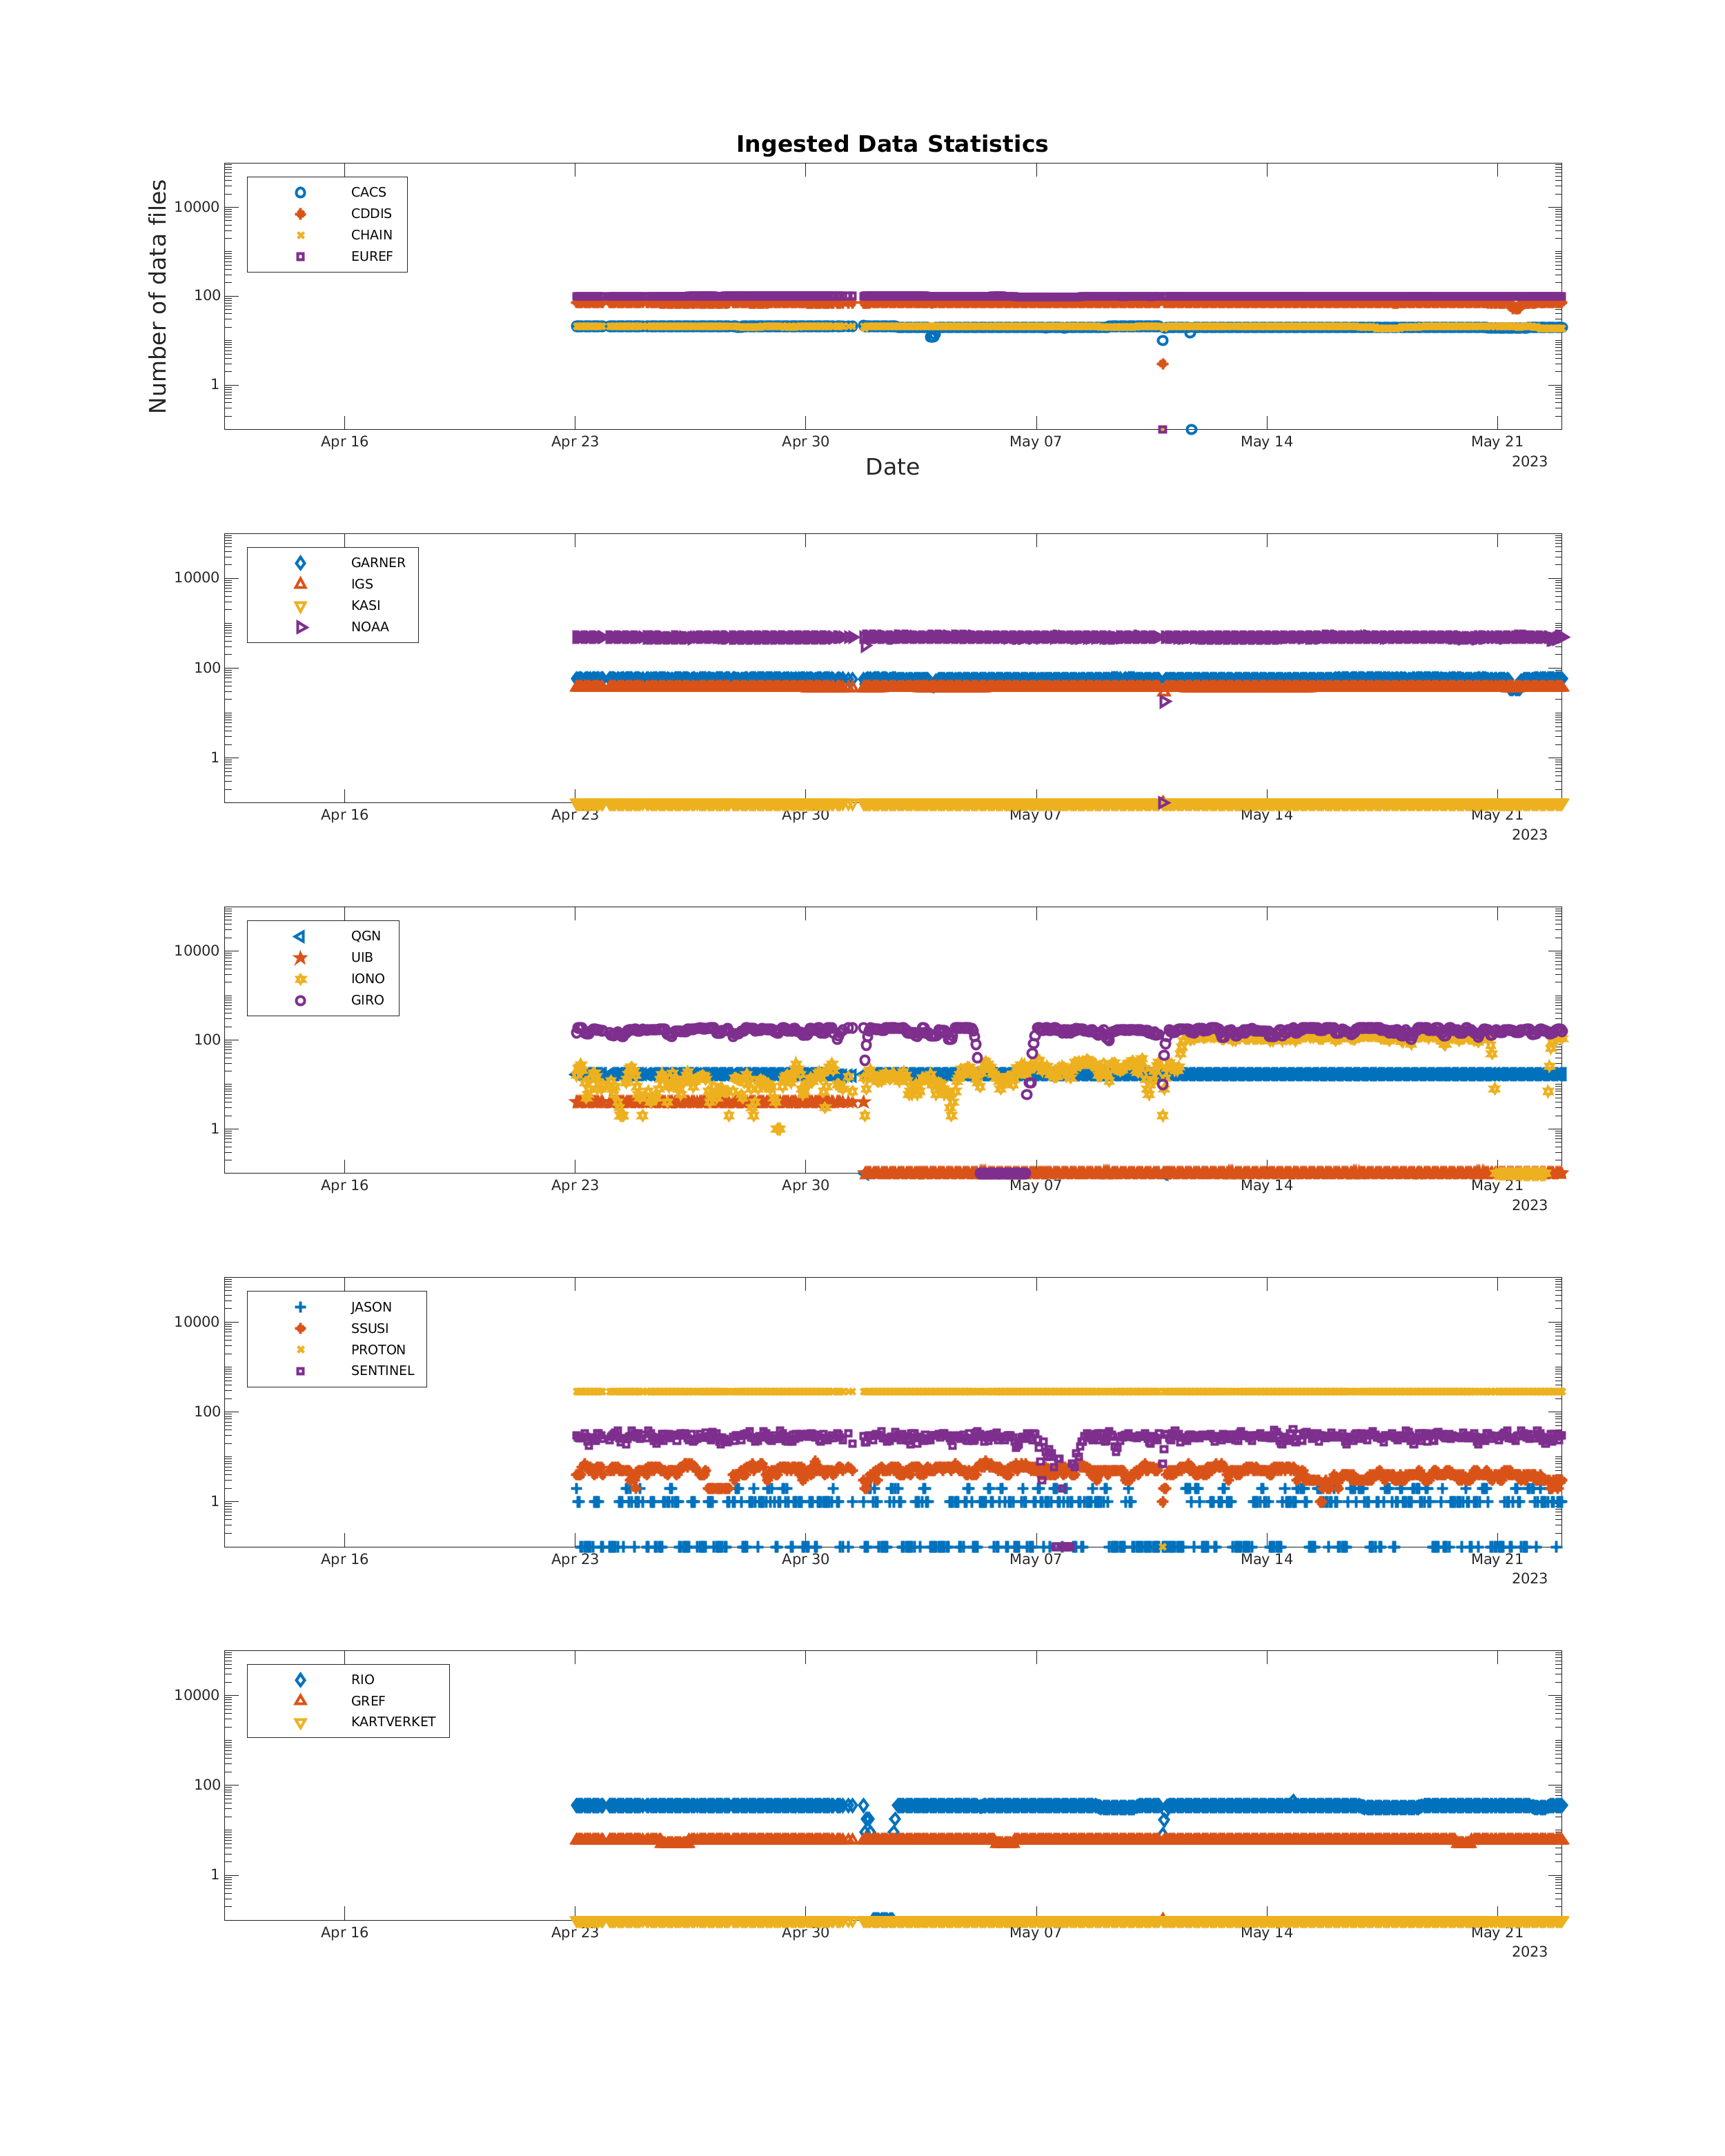 Ingested Data Statistics
Number of data files
10000
100
1
CACS
CDDIS
CHAIN
EUREF
Apr 16 Apr 23 Apr 30 May 07 May 14 May 21
2023
Date
10000
100
1
GARNER
IGS
KASI
NOAA
Apr 16 Apr 23 Apr 30 May 07 May 14 May 21
2023
10000
100
1
QGN
UIB
IONO
GIRO
Apr 16 Apr 23 Apr 30 May 07 May 14 May 21
2023
10000
100
1
JASON
SSUSI
PROTON
SENTINEL
Apr 16 Apr 23 Apr 30 May 07 May 14 May 21
2023
10000
100
1
RIO
GREF
KARTVERKET
Apr 16 Apr 23 Apr 30 May 07 May 14 May 21
2023